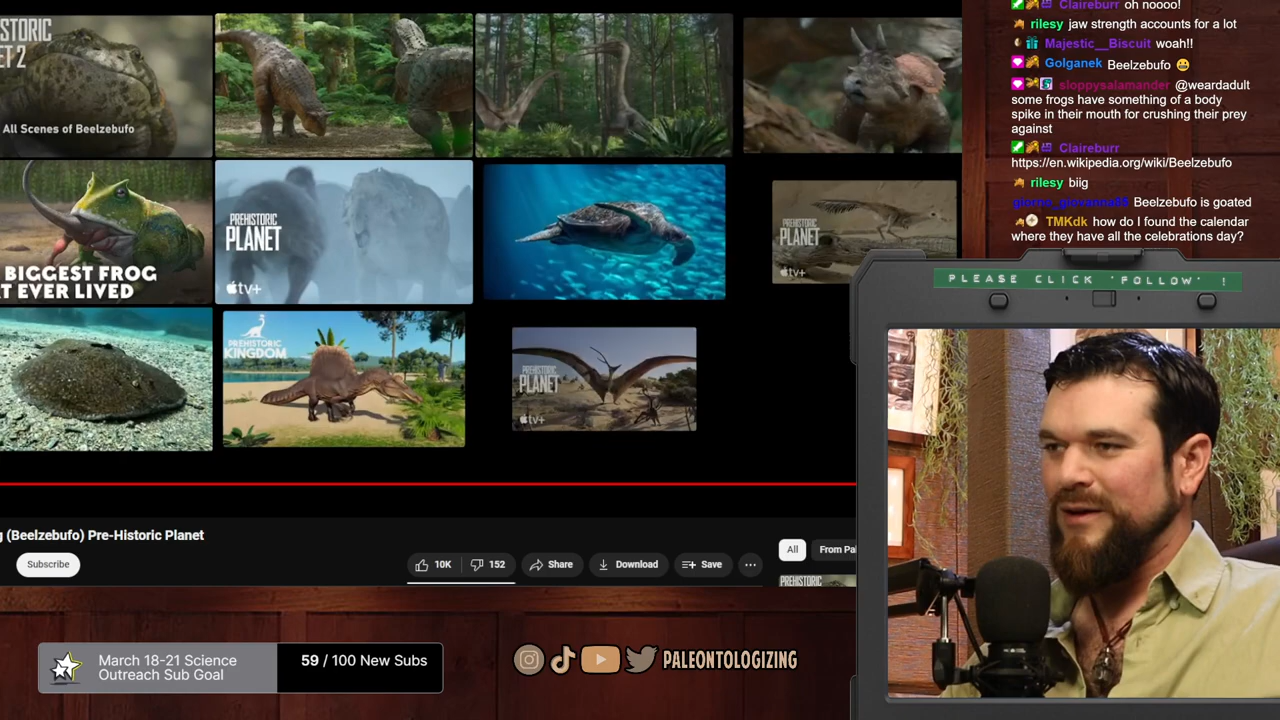 STORIC
ET 2
All Scenes of Beelzebufo
BIGGEST FROG
T EVER LIVED
PREHISTORIC
PLANET
tv+
PREHISTORIC
PLANET
tv+
PREHISTORIC
KINGDOM
PREHISTORIC
PLANET
tv+
g (Beelzebufo) Pre-Historic Planet
Subscribe
10K
152
Share
Download
Save
All
From Pal
PREHISTORIC
March 18-21 Science
Outreach Sub Goal
59 / 100 New Subs
PALEONTOLOGIZING
Claireburr oh noooo!
rilesy jaw strength accounts for a lot
Majestic__Biscuit woah!!
Golganek Beelzebufo 😀
sloppysalamander @weardadult
some frogs have something of a body
spike in their mouth for crushing their prey
against
Claireburr
https://en.wikipedia.org/wiki/Beelzebufo
rilesy biig
Beelzebufo is goated
TMKdk how do I found the calendar
where they have all the celebrations day?
PLEASE CLICK 'FOLLOW' !